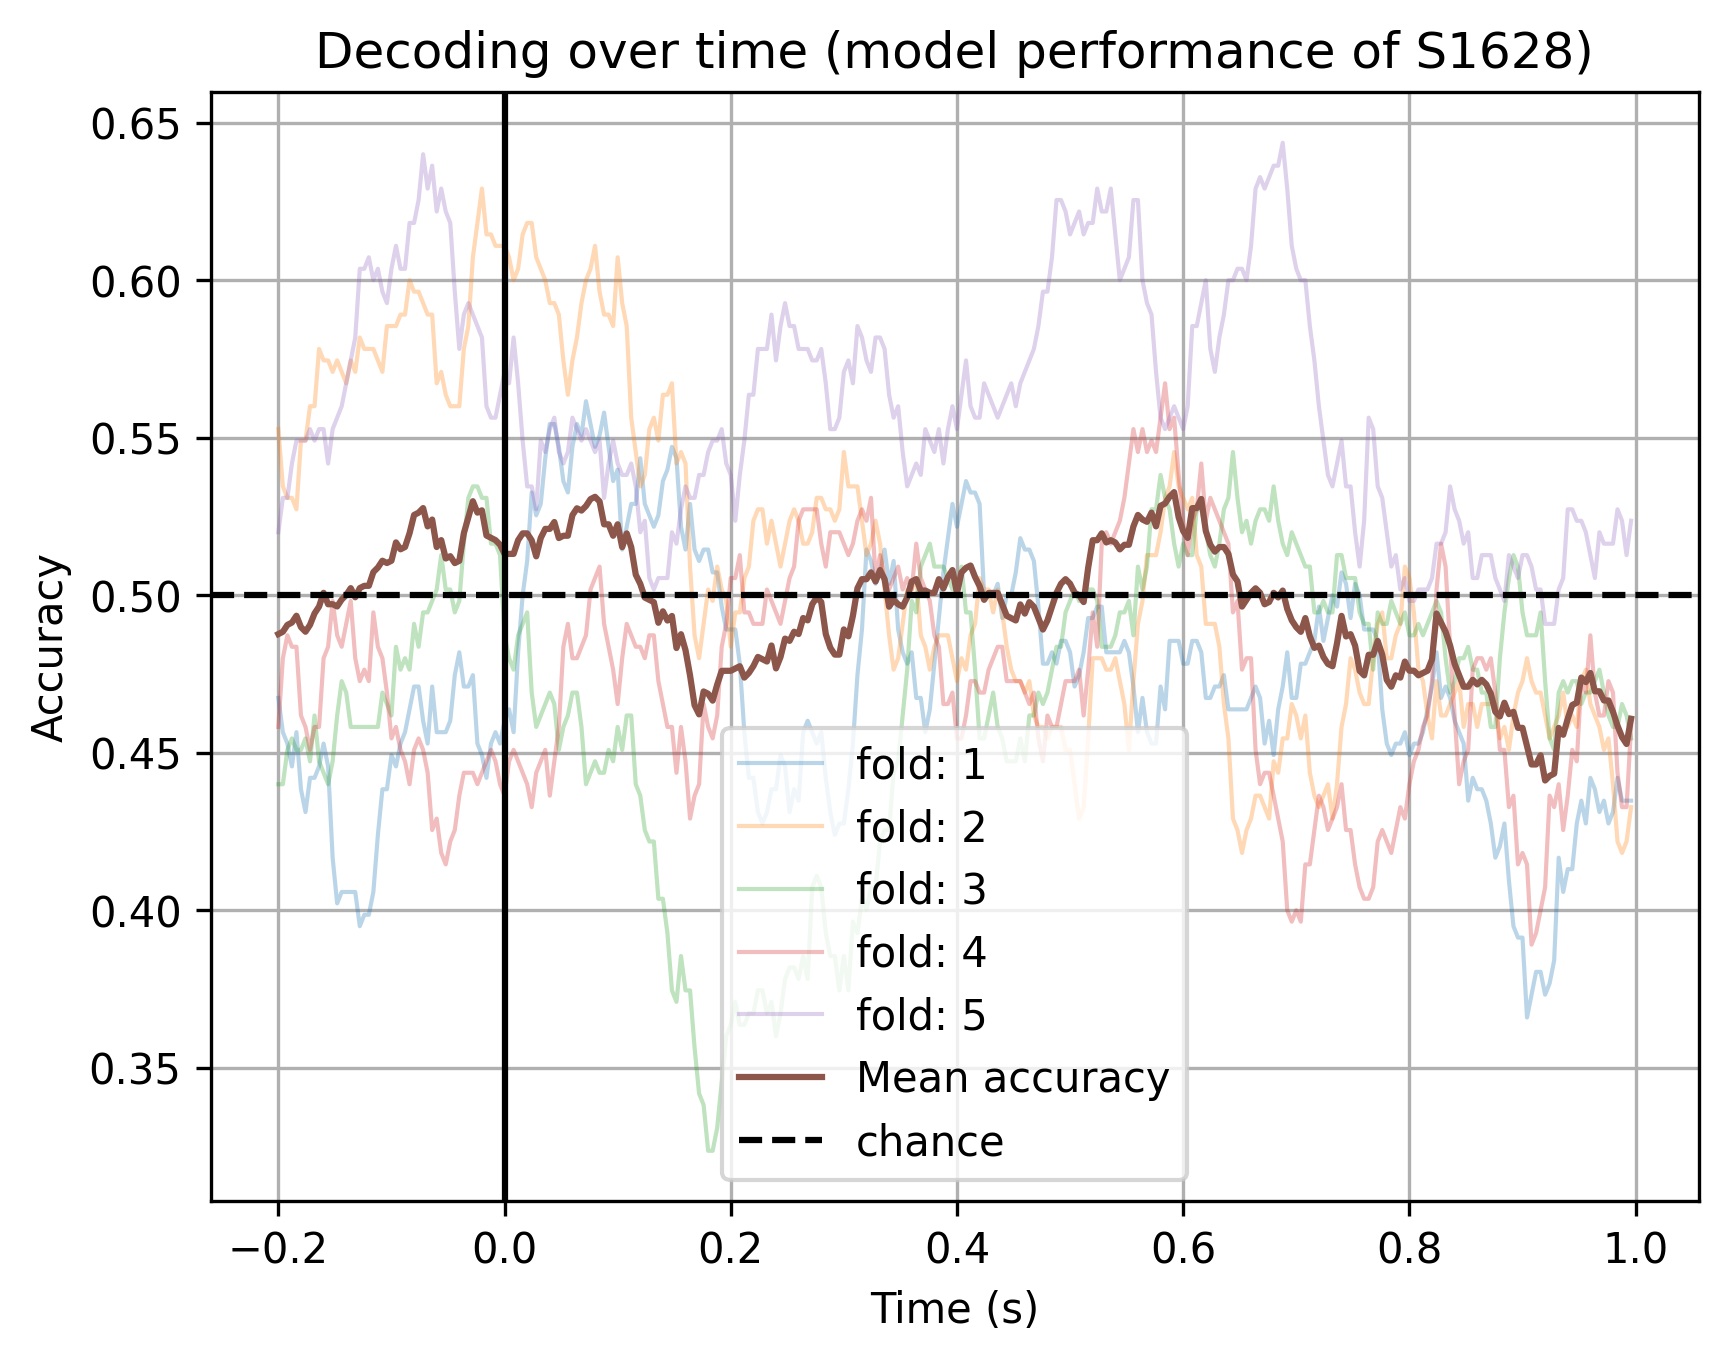 Decoding over time (model performance of S1628)
Accuracy
0.65
0.60
0.55
0.50
0.45
0.40
0.35
fold: 1
fold: 2
fold: 3
fold: 4
fold: 5
Mean accuracy
chance
−0.2 0.0 0.2 0.4 0.6 0.8 1.0
Time (s)